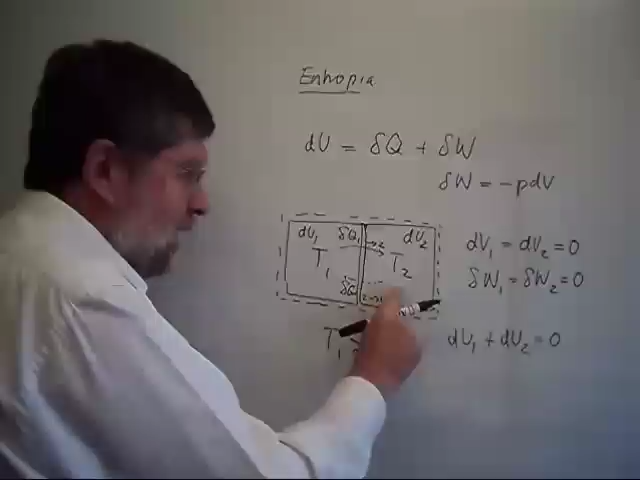 Entropia
dU = δQ + δW
δW = -pdV
dU₁ δQ₁ dU₂
T₁ T₂
dV₁ = dV₂ = 0
δW₁ = δW₂ = 0
T₁
dU₁ + dU₂ = 0